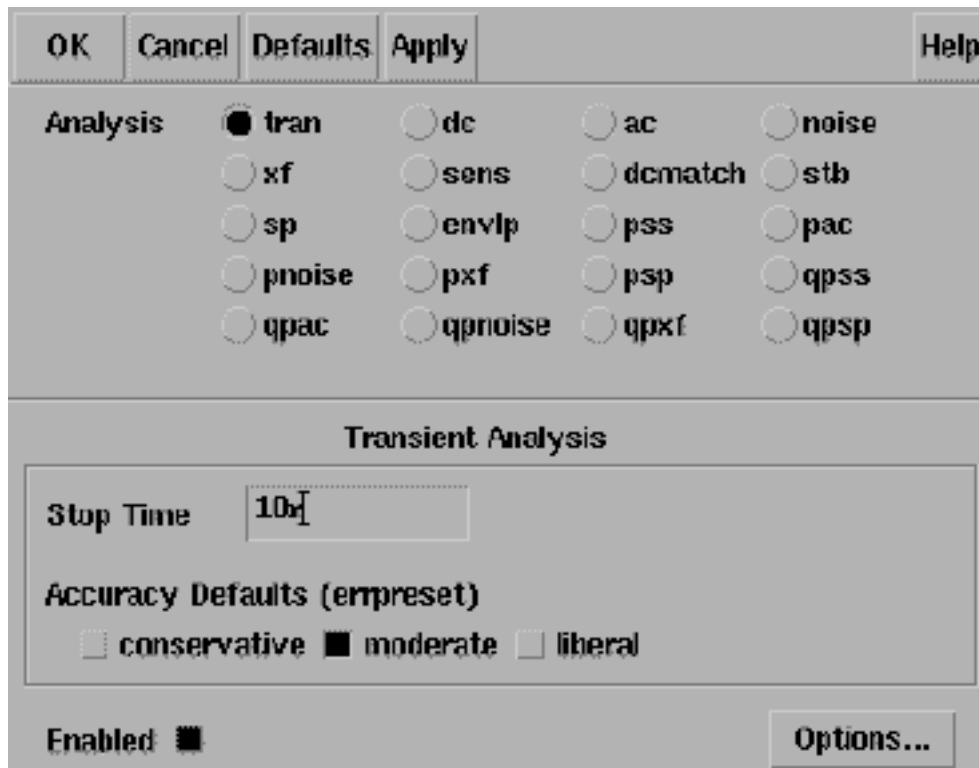 OK Cancel Defaults Apply Help
Analysis tran dc ac noise
xf sens dcmatch stb
sp envlp pss pac
pnoise pxf psp qpss
qpac qpnoise qpxf qpsp
Transient Analysis
Stop Time
Accuracy Defaults (errpreset)
conservative moderate liberal
Enabled Options...